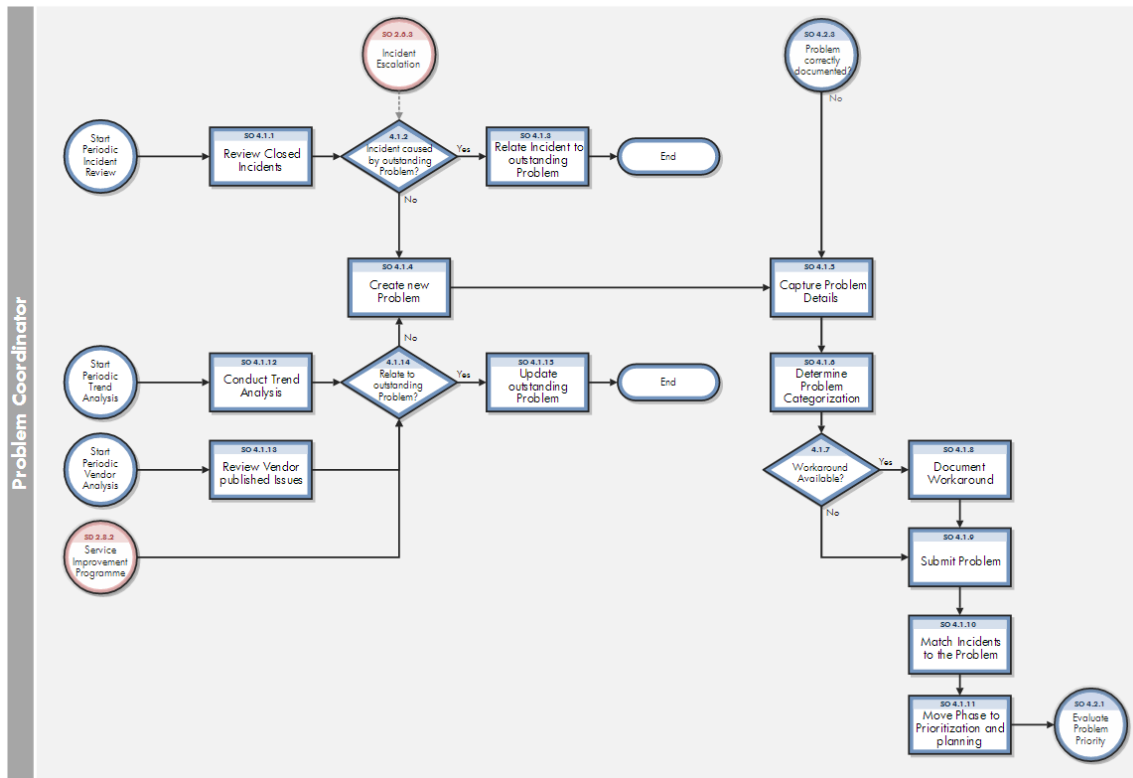 Problem Coordinator
SO 2.8.3
Incident
Escalation
SO 4.2.3
Problem
correctly
documented?
No
Start
Periodic
Incident
Review
SO 4.1.1
Review Closed
Incidents
4.1.2
Incident caused
by outstanding
Problem?
Yes
No
SO 4.1.3
Relate Incident to
outstanding
Problem
End
SO 4.1.4
Create new
Problem
SO 4.1.5
Capture Problem
Details
Start
Periodic
Trend
Analysis
SO 4.1.12
Conduct Trend
Analysis
No
4.1.14
Relate to
outstanding
Problem?
Yes
SO 4.1.15
Update
outstanding
Problem
End
SO 4.1.6
Determine
Problem
Categorization
Start
Periodic
Vendor
Analysis
SO 4.1.13
Review Vendor
published Issues
4.1.7
Workaround
Available?
Yes
No
SO 4.1.8
Document
Workaround
SD 2.8.2
Service
Improvement
Programme
SO 4.1.9
Submit Problem
SO 4.1.10
Match Incidents
to the Problem
SO 4.1.11
Move Phase to
Prioritization and
planning
SO 4.2.1
Evaluate
Problem
Priority